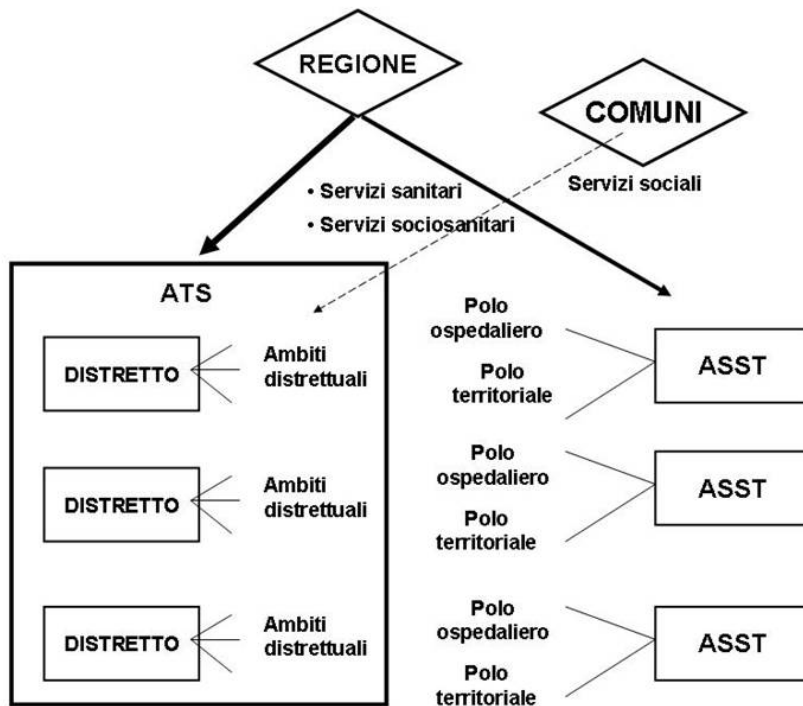 REGIONE
COMUNI
• Servizi sanitari
• Servizi sociosanitari
Servizi sociali
ATS
DISTRETTO
Ambiti
distrettuali
DISTRETTO
Ambiti
distrettuali
DISTRETTO
Ambiti
distrettuali
Polo
ospedaliero
Polo
territoriale
ASST
Polo
ospedaliero
Polo
territoriale
ASST
Polo
ospedaliero
Polo
territoriale
ASST